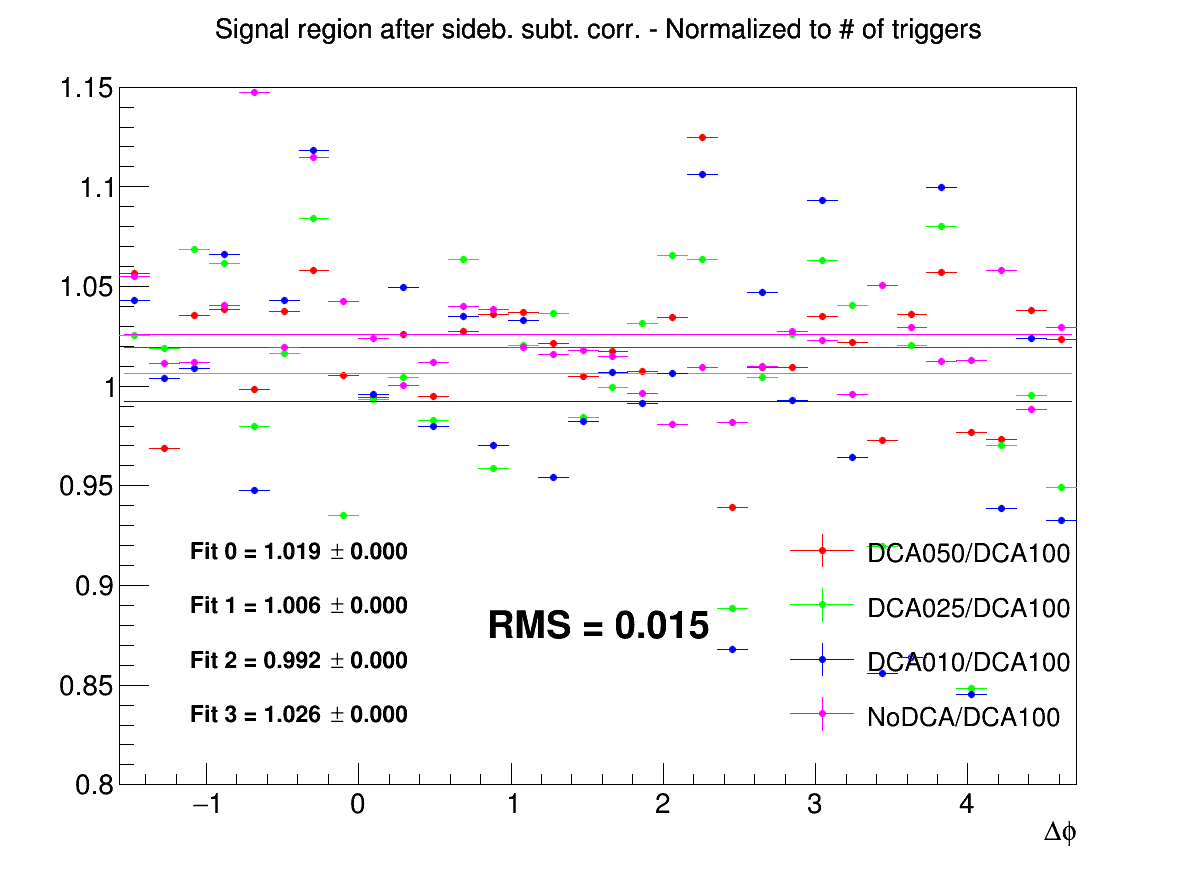 Signal region after sideb. subt. corr. - Normalized to # of triggers
1.15
1.1
1.05
1
0.95
0.9
0.85
0.8
Fit 0 = 1.019 ± 0.000
Fit 1 = 1.006 ± 0.000
Fit 2 = 0.992 ± 0.000
Fit 3 = 1.026 ± 0.000
RMS = 0.015
DCA050/DCA100
DCA025/DCA100
DCA010/DCA100
NoDCA/DCA100
−1 0 1 2 3 4
Δϕ